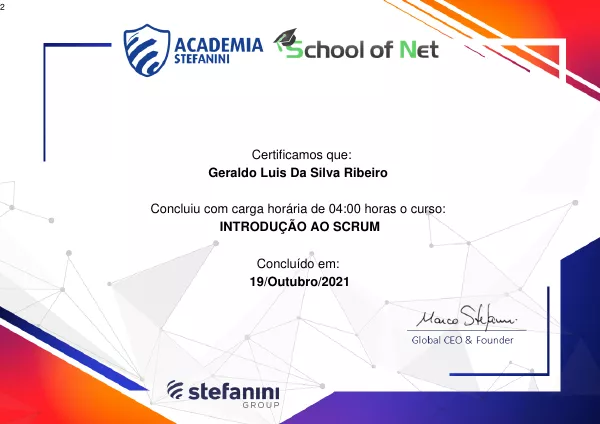 2
ACADEMIA
STEFANINI
School of Net
Certificamos que:
Geraldo Luis Da Silva Ribeiro
Concluiu com carga horária de 04:00 horas o curso:
INTRODUÇÃO AO SCRUM
Concluído em:
19/Outubro/2021
Marco Stefanini
Global CEO & Founder
stefanini
GROUP